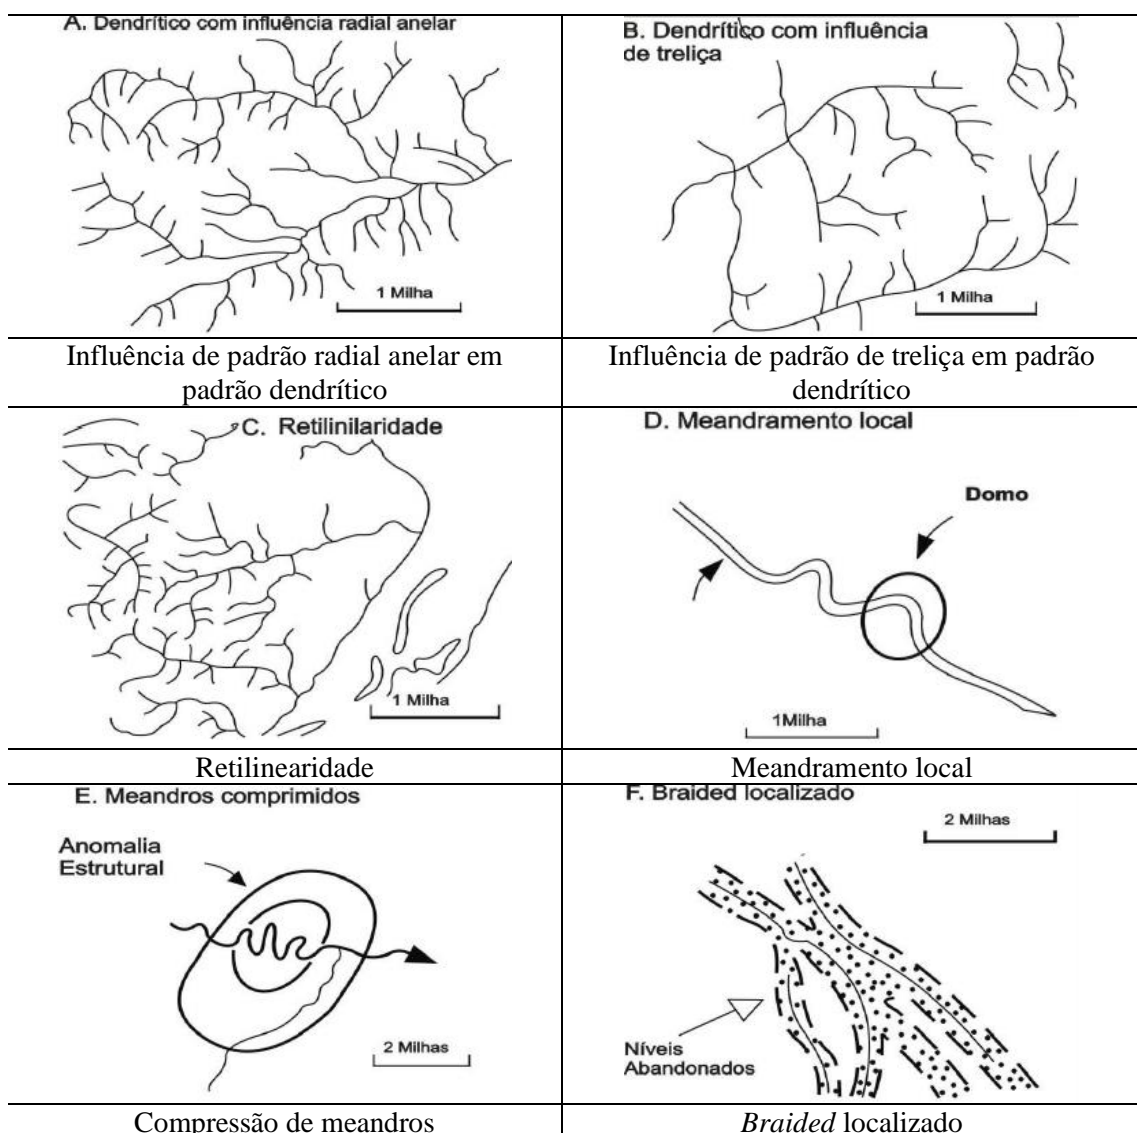 A. Dendrítico com influência radial anelar
B. Dendrítico com influência
de treliça
1 Milha
1 Milha
Influência de padrão radial anelar em
padrão dendrítico
Influência de padrão de treliça em padrão
dendrítico
C. Retilinilaridade
D. Meandramento local
Domo
1 Milha
1Milha
Retilinearidade
Meandramento local
E. Meandros comprimidos
F. Braided localizado
2 Milhas
Anomalia
Estrutural
2 Milhas
Níveis
Abandonados
Compressão de meandros
Braided localizado